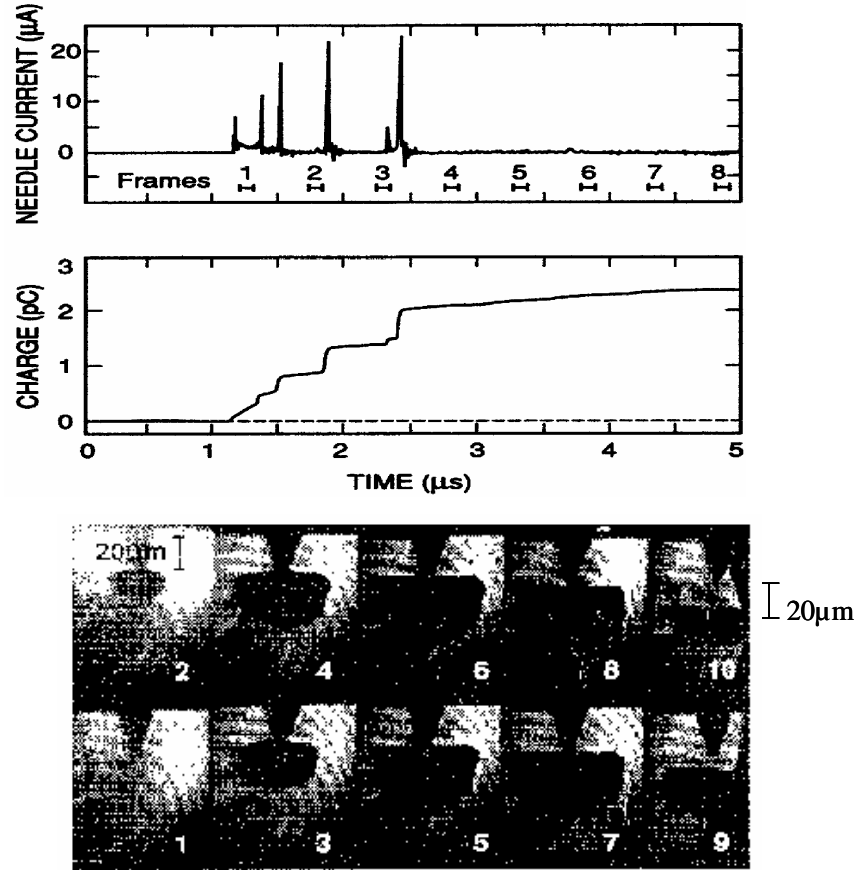 NEEDLE CURRENT (µA)
20
10
0
Frames 1 2 3 4 5 6 7 8
CHARGE (pC)
3
2
1
0
0 1 2 3 4 5
TIME (µs)
20µm
20µm
2 4 6 8 10
1 3 5 7 9